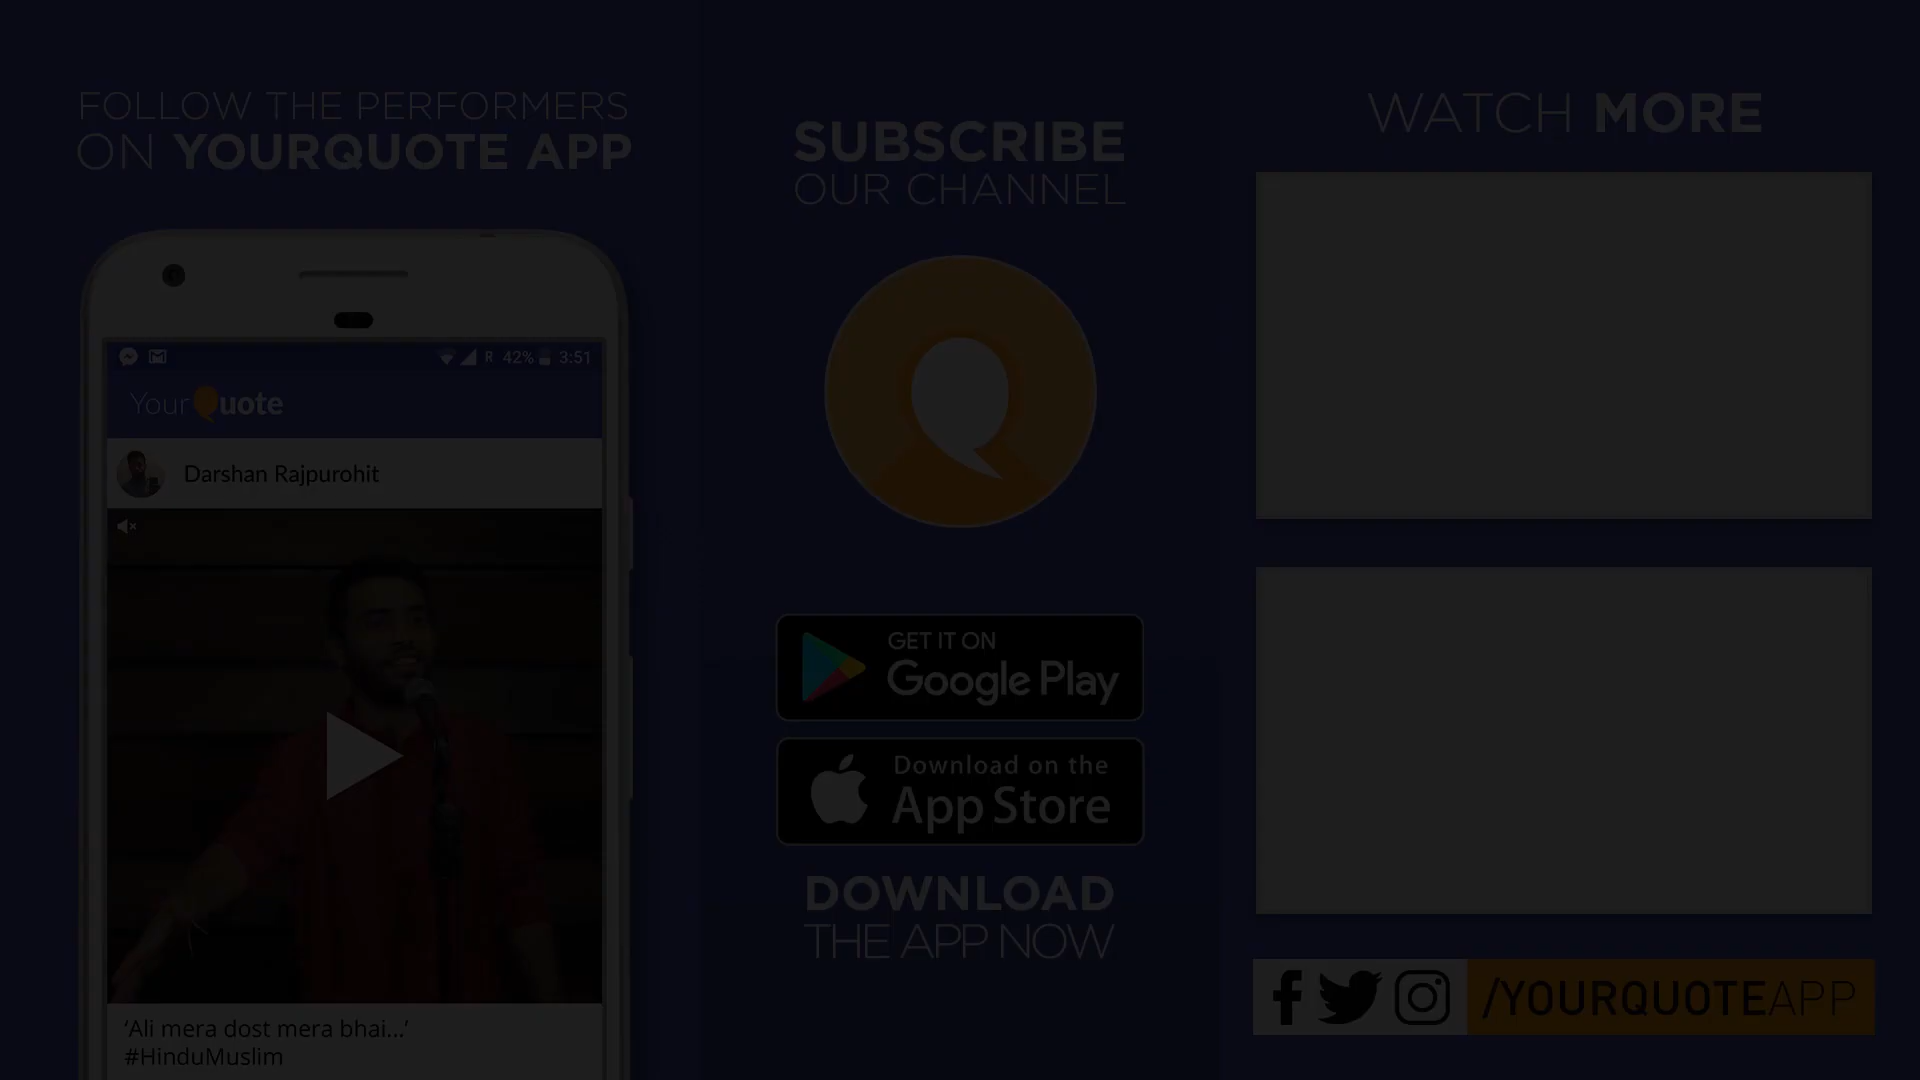 FOLLOW THE PERFORMERS
ON YOURQUOTE APP
R 42% 3:51
YourQuote
Darshan Rajpurohit
‘Ali mera dost mera bhai...’
#HinduMuslim
SUBSCRIBE
OUR CHANNEL
GET IT ON
Google Play
Download on the
App Store
DOWNLOAD
THE APP NOW
WATCH MORE
/YOURQUOTEAPP